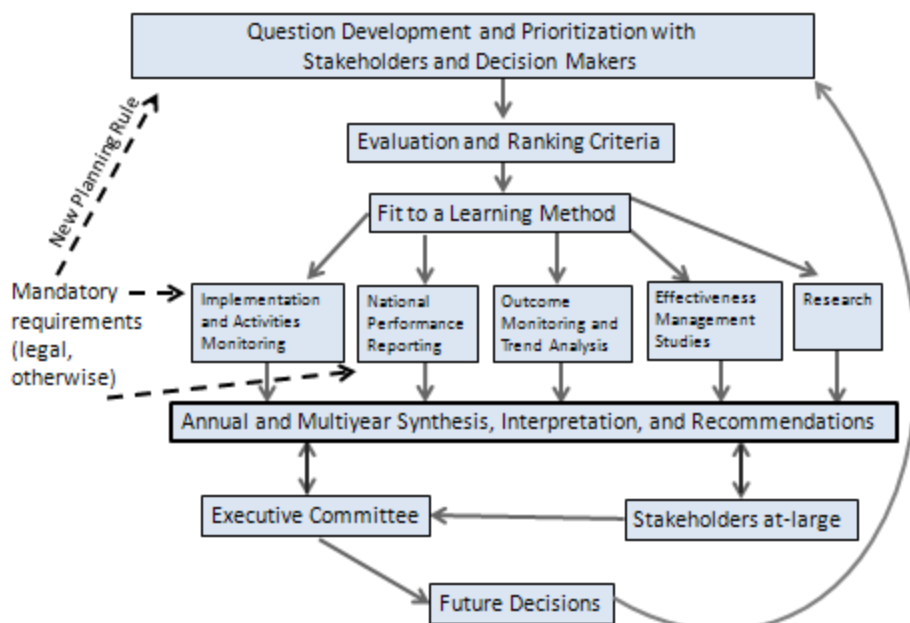 Question Development and Prioritization with
Stakeholders and Decision Makers
New Planning Rule
Evaluation and Ranking Criteria
Fit to a Learning Method
Mandatory
requirements
(legal,
otherwise)
Implementation
and Activities
Monitoring
National
Performance
Reporting
Outcome
Monitoring and
Trend Analysis
Effectiveness
Management
Studies
Research
Annual and Multiyear Synthesis, Interpretation, and Recommendations
Executive Committee
Stakeholders at-large
Future Decisions